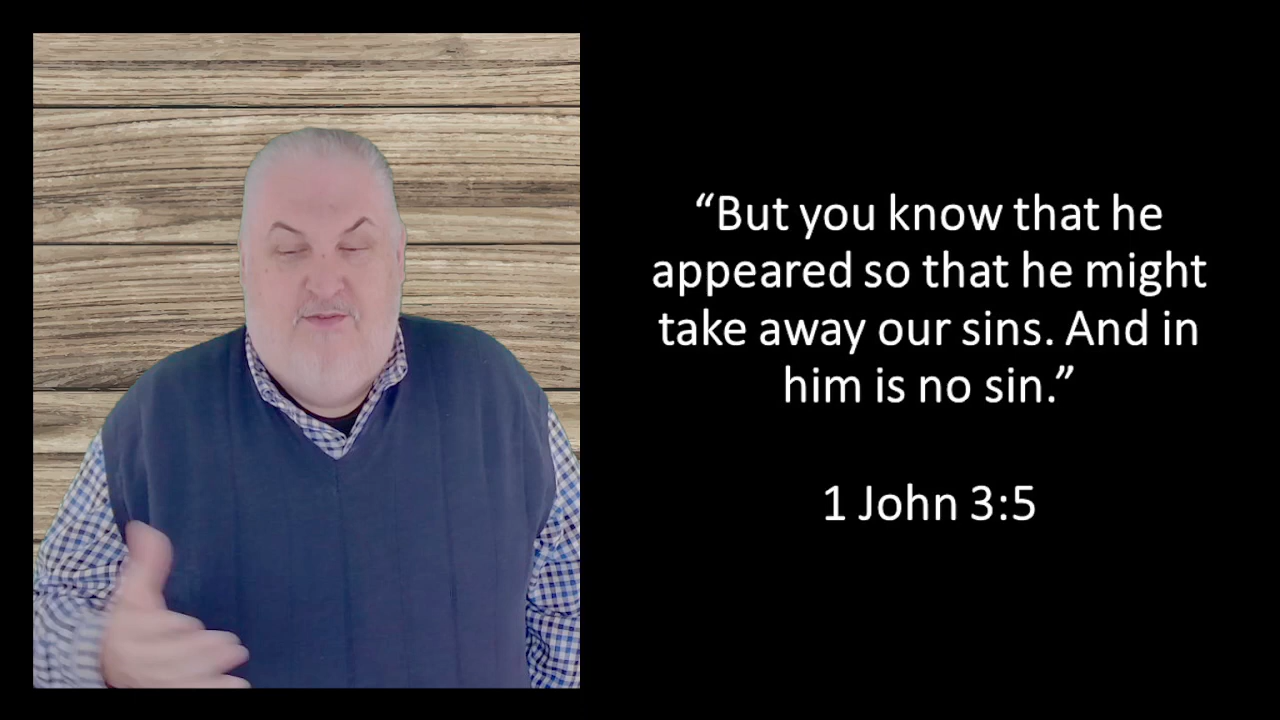 “But you know that he
appeared so that he might
take away our sins. And in
him is no sin.”
1 John 3:5